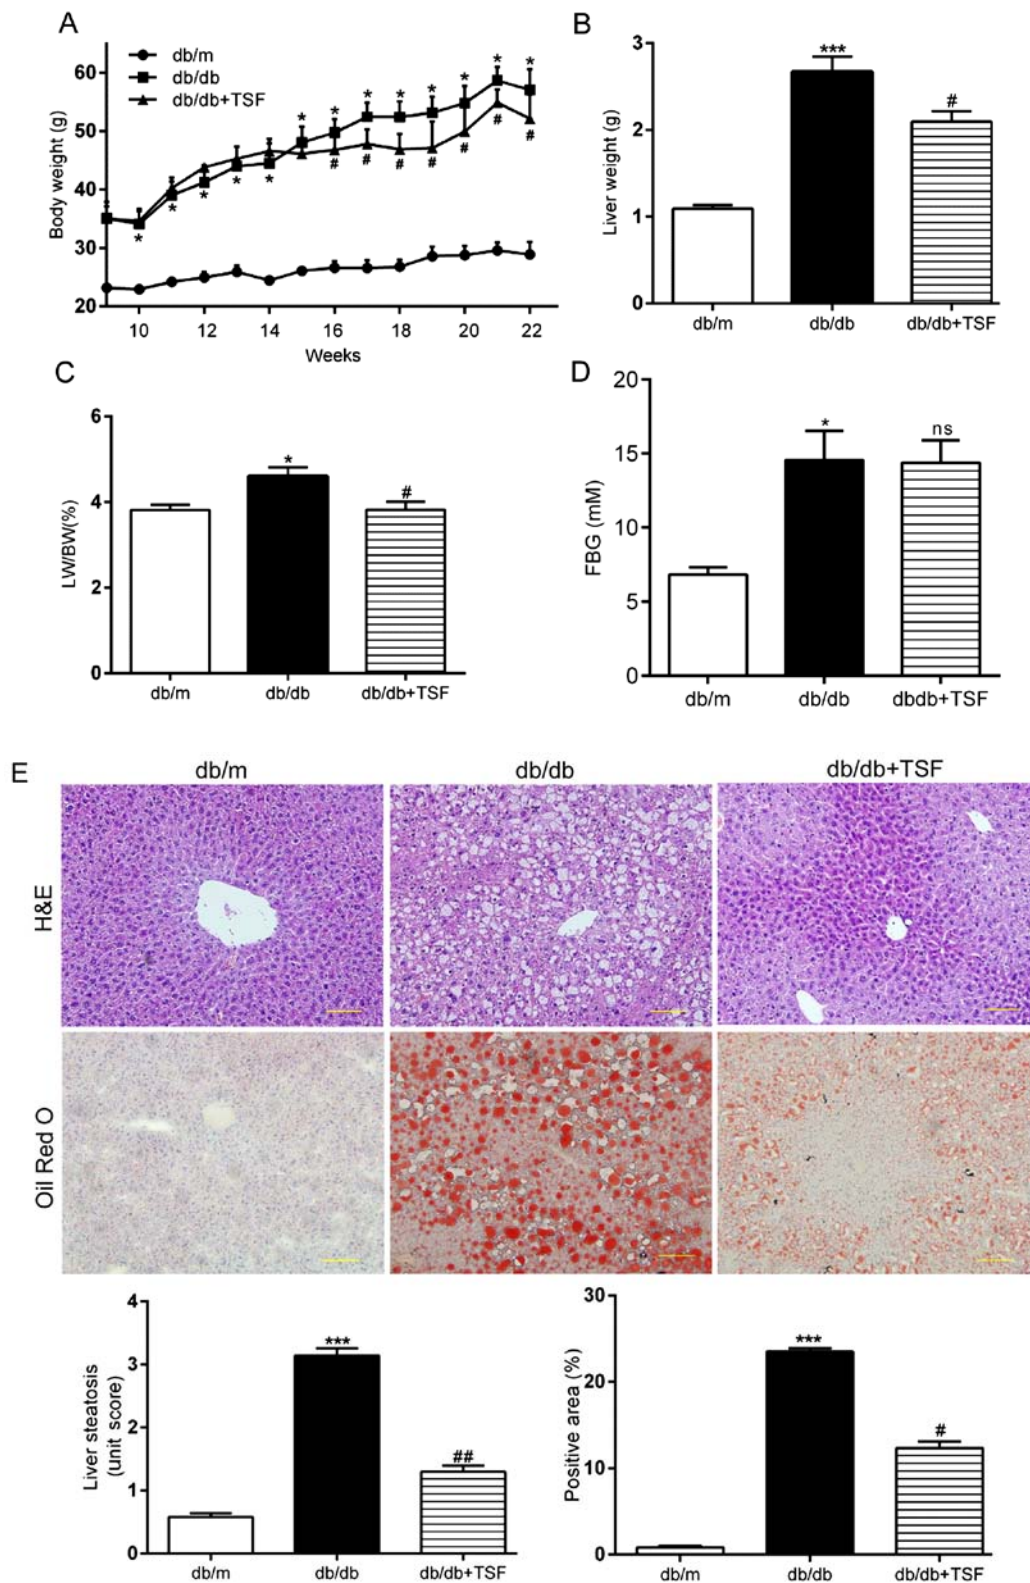 A
db/m
db/db
db/db+TSF
Body weight (g)
60
50
40
30
20
* * * * * * * *
# # # # # # #
* * * * *
10 12 14 16 18 20 22
Weeks
B
Liver weight (g)
3
2
1
0
***
#
db/m db/db db/db+TSF
C
LW/BW(%)
6
4
2
0
*
#
db/m db/db db/db+TSF
D
FBG (mM)
20
15
10
5
0
*
ns
db/m db/db dbdb+TSF
E
db/m db/db db/db+TSF
H&E
Oil Red O
Liver steatosis
(unit score)
4
3
2
1
0
***
##
db/m db/db db/db+TSF
Positive area (%)
30
20
10
0
***
#
db/m db/db db/db+TSF